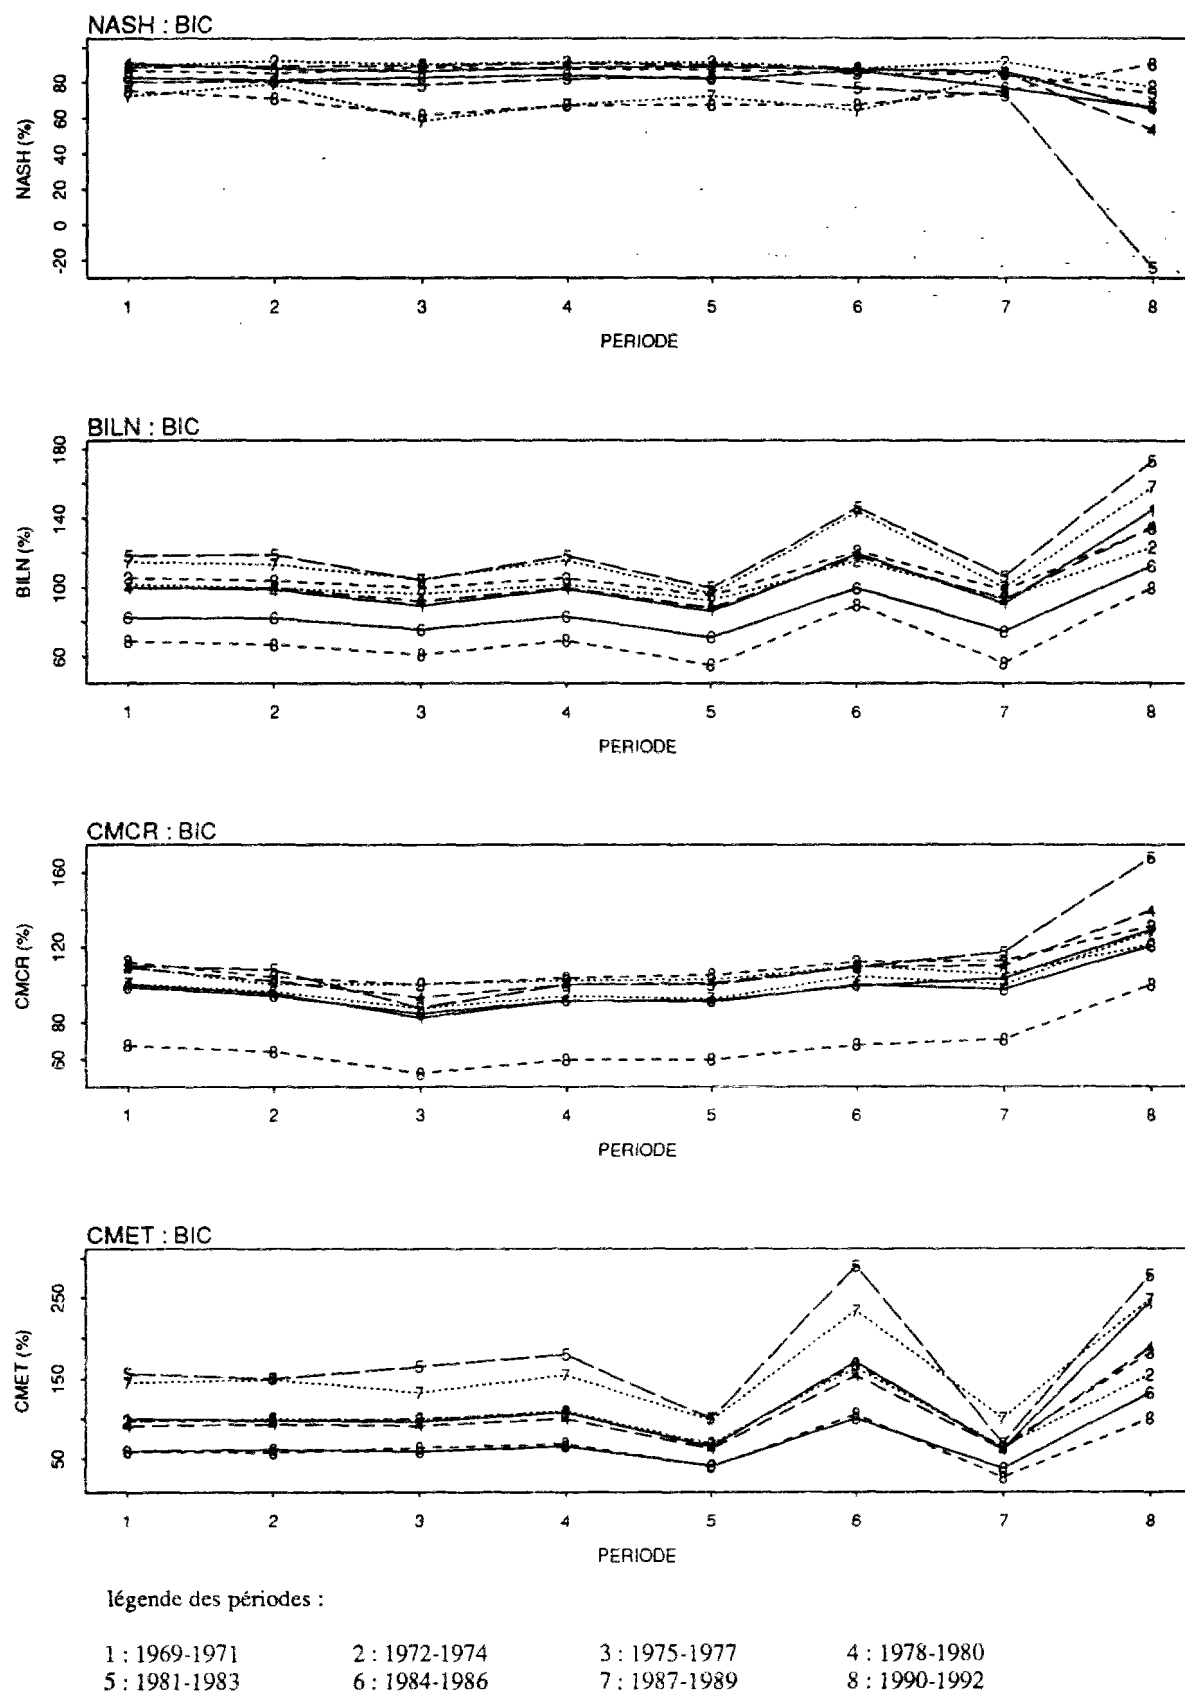 NASH : BIC
NASH (%)
80
60
40
20
0
-20
1 2 3 4 5 6 7 8
PERIODE
BILN : BIC
BILN (%)
180
140
100
60
1 2 3 4 5 6 7 8
PERIODE
CMCR : BIC
CMCR (%)
160
120
80
60
1 2 3 4 5 6 7 8
PERIODE
CMET : BIC
CMET (%)
250
150
50
1 2 3 4 5 6 7 8
PERIODE
légende des périodes :
1 : 1969-1971 2 : 1972-1974 3 : 1975-1977 4 : 1978-1980
5 : 1981-1983 6 : 1984-1986 7 : 1987-1989 8 : 1990-1992